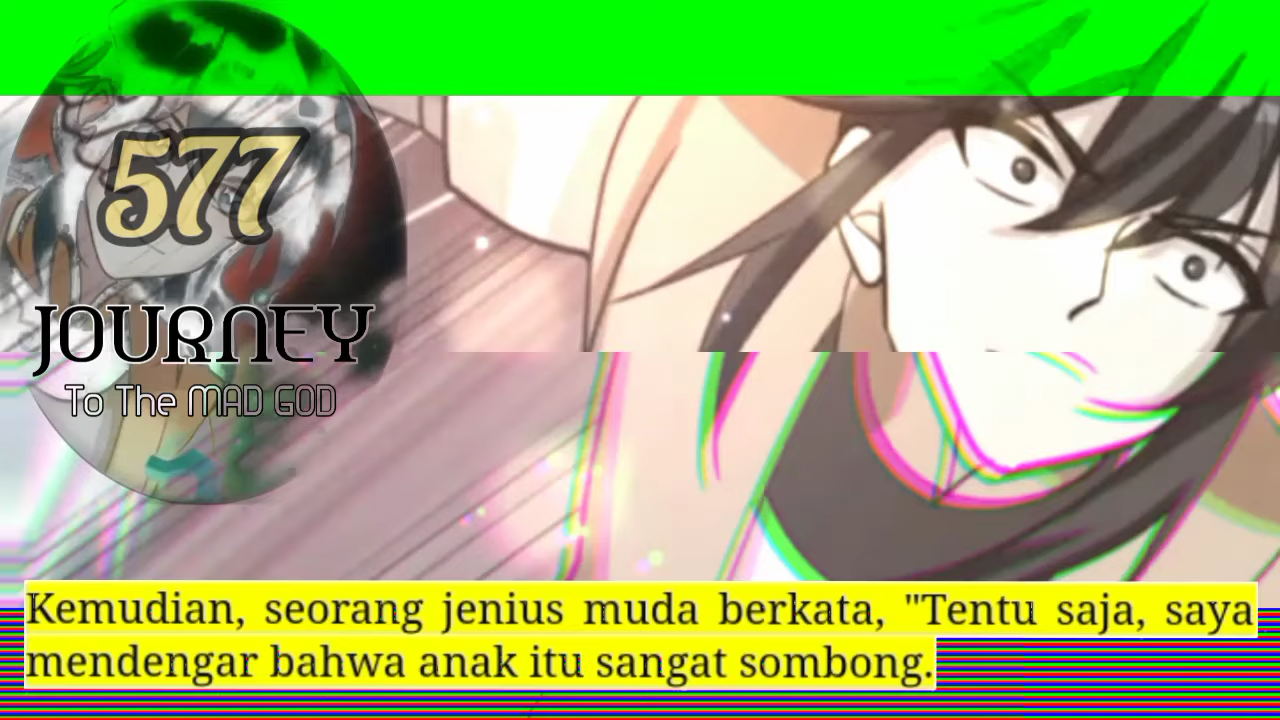 577
JOURNEY
To The MAD GOD
Kemudian, seorang jenius muda berkata, "Tentu saja, saya
mendengar bahwa anak itu sangat sombong.